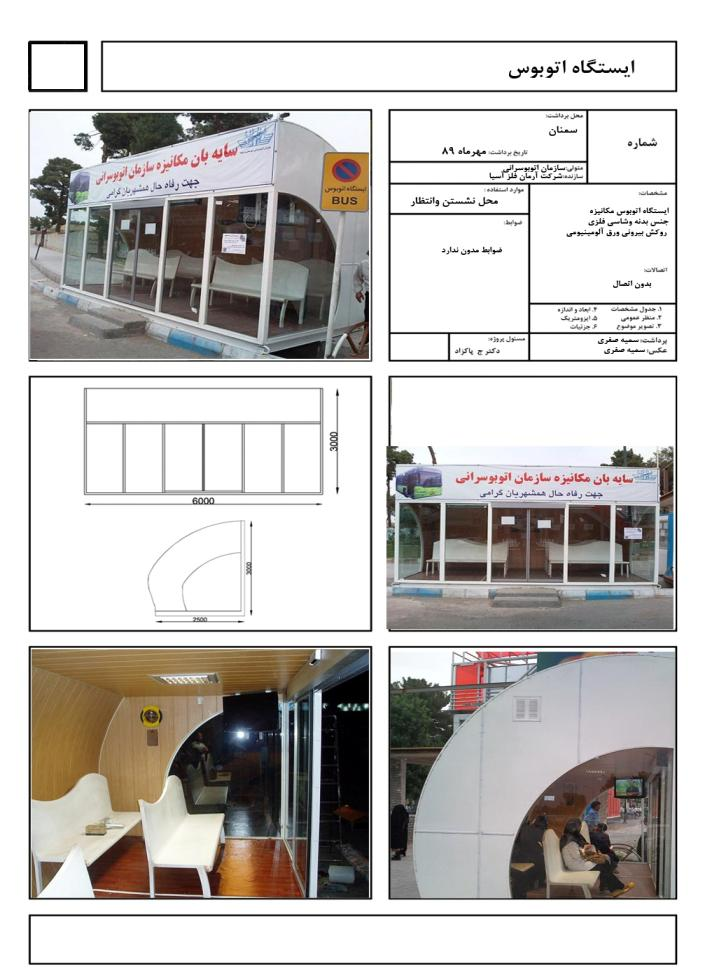 ایستگاه اتوبوس
سایه بان مکانیزه سازمان اتوبوسرانی
جهت رفاه حال همشهریان گرامی
ایستگاه اتوبوس
BUS
شماره
محل برداشت:
سمنان
تاریخ برداشت: مهرماه ۸۹
متولی: سازمان اتوبوسرانی
سازنده: شرکت آرمان فلز آسیا
مشخصات:
ایستگاه اتوبوس مکانیزه
جنس بدنه وشاسی فلزی
روکش بیرونی ورق آلومینیومی
موارد استفاده:
محل نشستن وانتظار
ضوابط:
ضوابط مدون ندارد
اتصالات:
بدون اتصال
۱. جدول مشخصات
۲. منظر عمومی
۳. تصویر موضوع
۴. ابعاد و اندازه
۵. ایزومتریک
۶. جزئیات
برداشت: سمیه صفری
عکس: سمیه صفری
مسئول پروژه:
دکتر ج پاکزاد
3000
6000
3000
2500
سایه بان مکانیزه سازمان اتوبوسرانی
جهت رفاه حال همشهریان گرامی